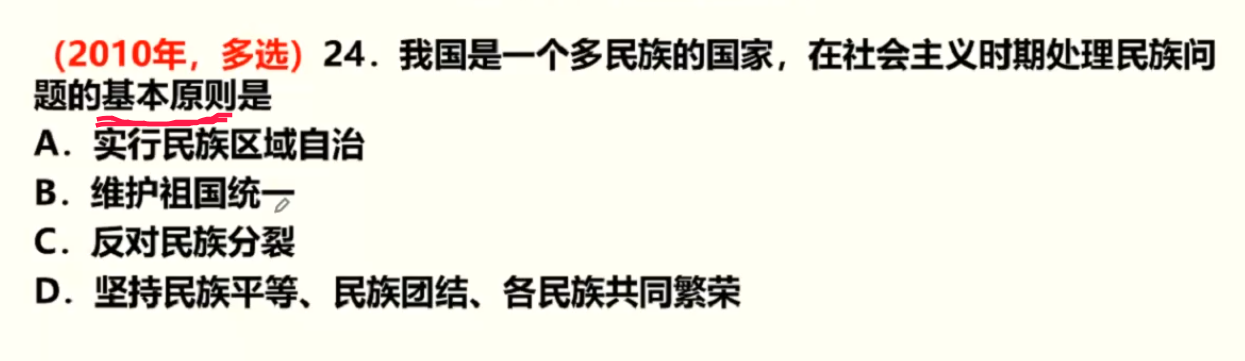 （2010年，多选）24．我国是一个多民族的国家，在社会主义时期处理民族问
题的基本原则是
A．实行民族区域自治
B．维护祖国统一
C．反对民族分裂
D．坚持民族平等、民族团结、各民族共同繁荣